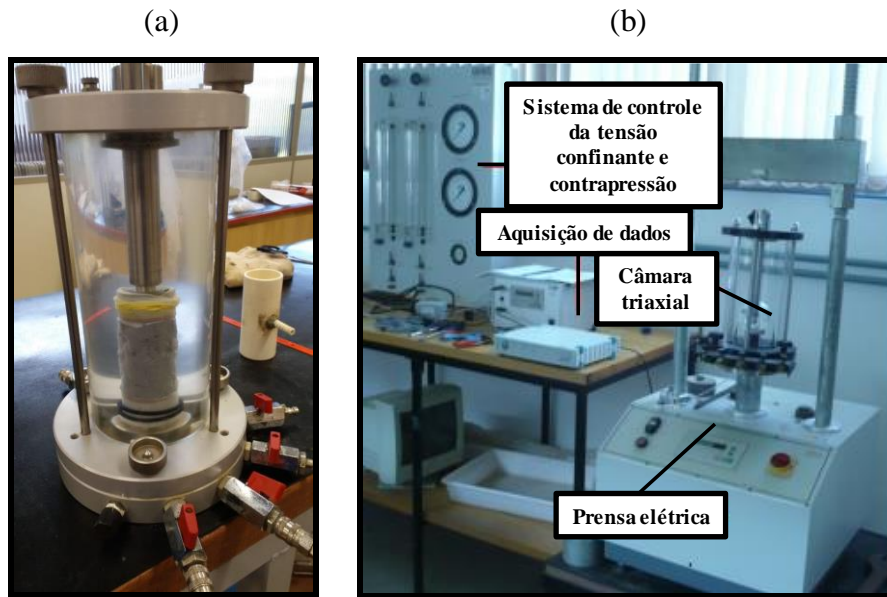 (a)
(b)
Sistema de controle
da tensão
confinante e
contrapressão
Aquisição de dados
Câmara
triaxial
Prensa elétrica